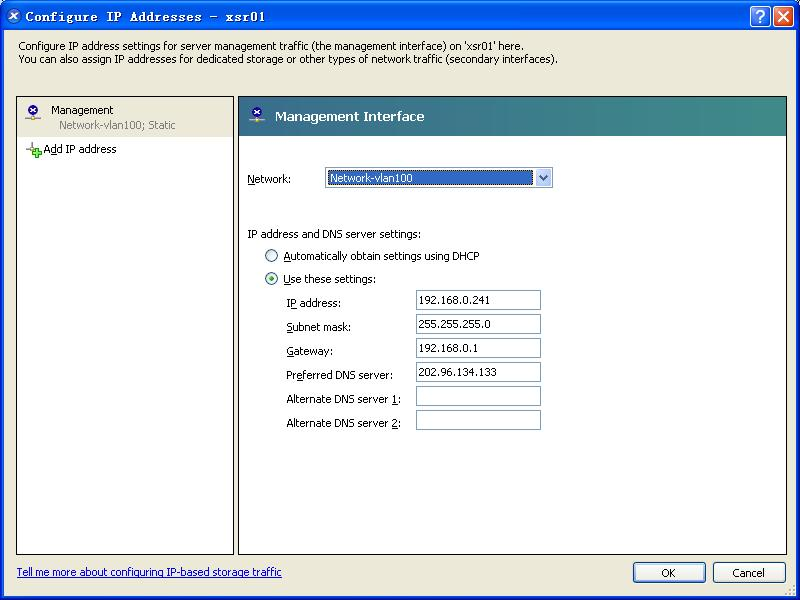 Configure IP Addresses - xsr01
Configure IP address settings for server management traffic (the management interface) on 'xsr01' here.
You can also assign IP addresses for dedicated storage or other types of network traffic (secondary interfaces).
Management
Network-vlan100; Static
Add IP address
Management Interface
Network: Network-vlan100
IP address and DNS server settings:
Automatically obtain settings using DHCP
Use these settings:
IP address: 192.168.0.241
Subnet mask: 255.255.255.0
Gateway: 192.168.0.1
Preferred DNS server: 202.96.134.133
Alternate DNS server 1:
Alternate DNS server 2:
Tell me more about configuring IP-based storage traffic
OK Cancel